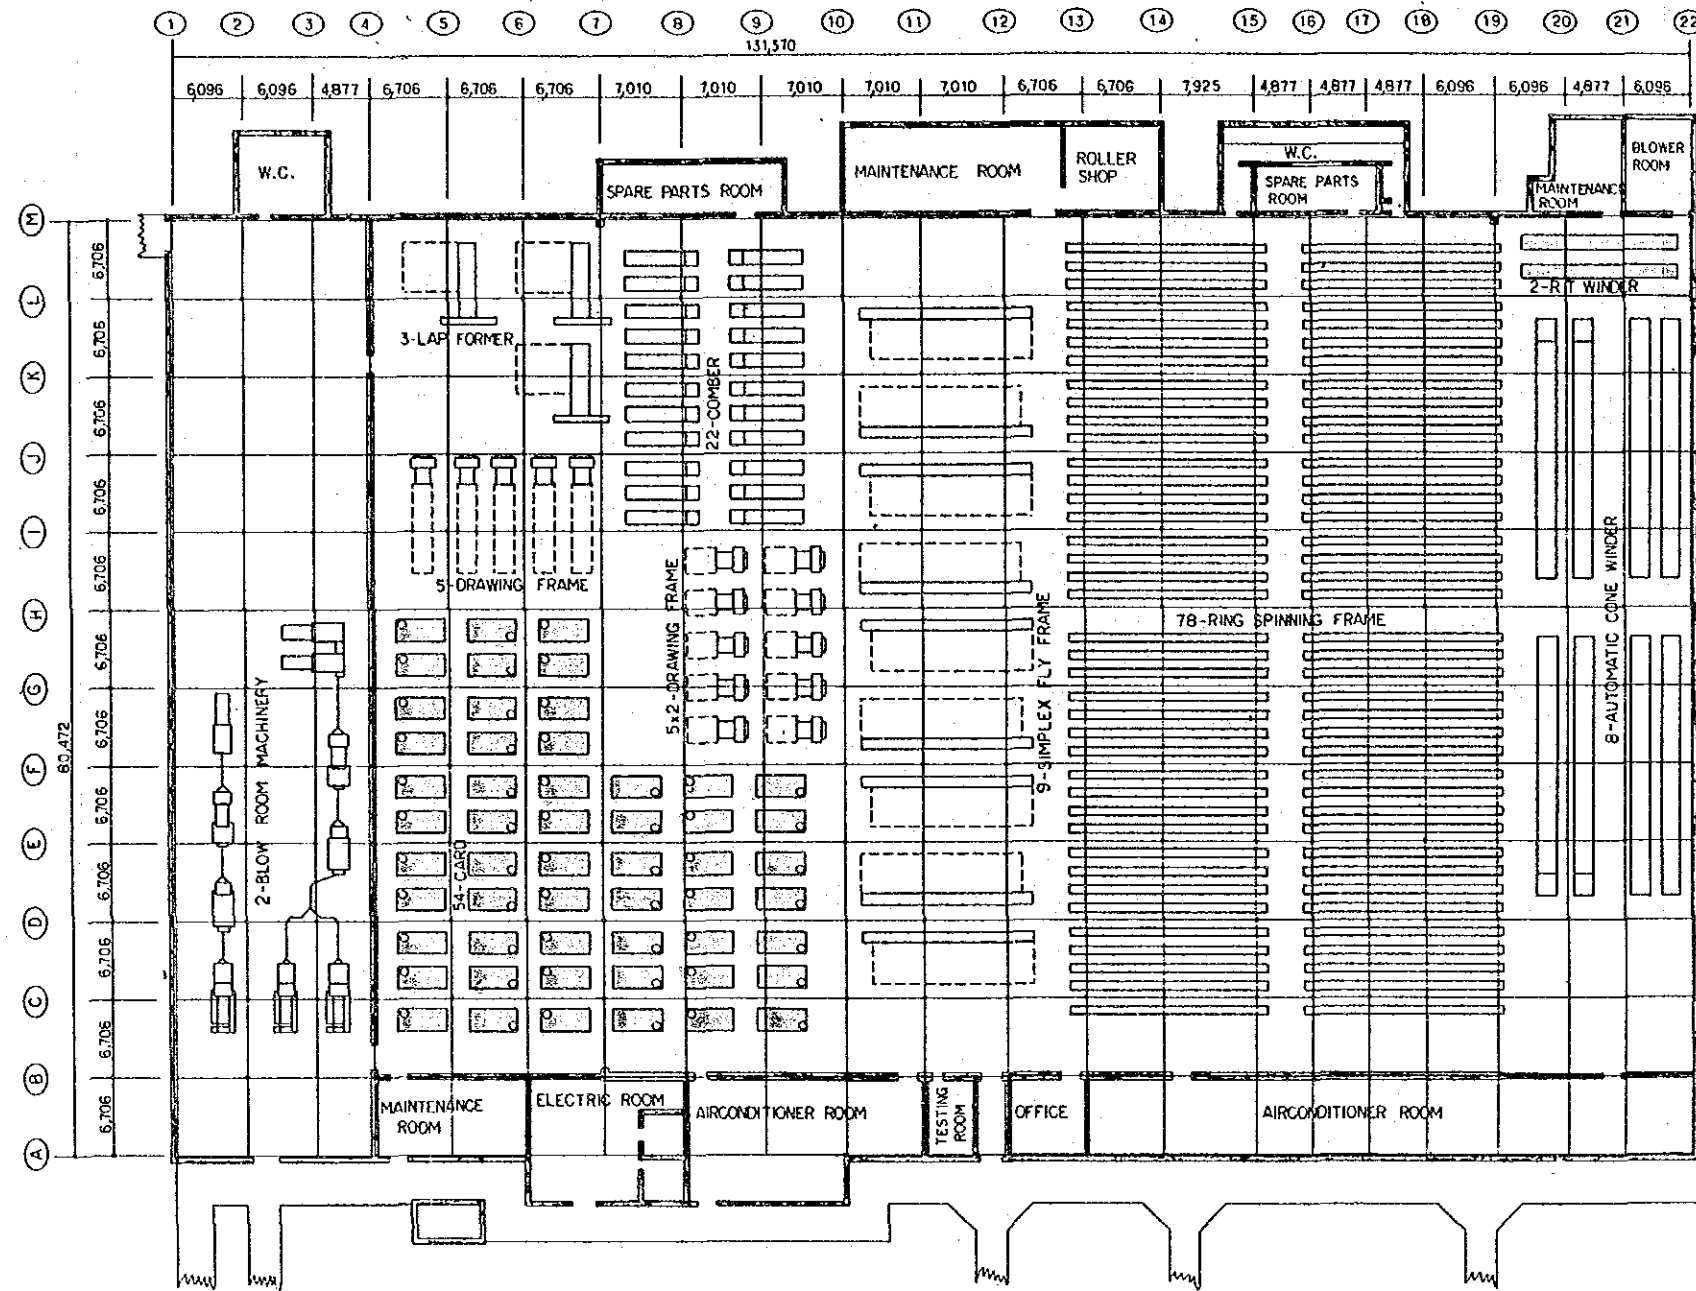 1 2 3 4 5 6 7 8 9 10 11 12 13 14 15 16 17 18 19 20 21 22
131,570
6,096 6,096 4,877 6,706 6,706 6,706 7,010 7,010 7,010 7,010 7,010 6,706 6,706 7,925 4,877 4,877 4,877 6,096 6,096 4,877 6,096
W.C.
SPARE PARTS ROOM
MAINTENANCE ROOM
ROLLER
SHOP
W.C.
SPARE PARTS
ROOM
MAINTENANCE
ROOM
BLOWER
ROOM
M
L
K
J
I
H
G
F
E
D
C
B
A
6,706
6,706
6,706
6,706
6,706
6,706
6,706
6,706
6,706
6,706
6,706
6,706
80,472
3-LAP FORMER
22-COMBER
2-R.T WINDER
5-DRAWING FRAME
5x2-DRAWING FRAME
9-SIMPLEX FLY FRAME
78-RING SPINNING FRAME
8-AUTOMATIC CONE WINDER
2-BLOW ROOM MACHINERY
54-CARD
MAINTENANCE
ROOM
ELECTRIC ROOM
AIRCONDITIONER ROOM
TESTING
ROOM
OFFICE
AIRCONDITIONER ROOM